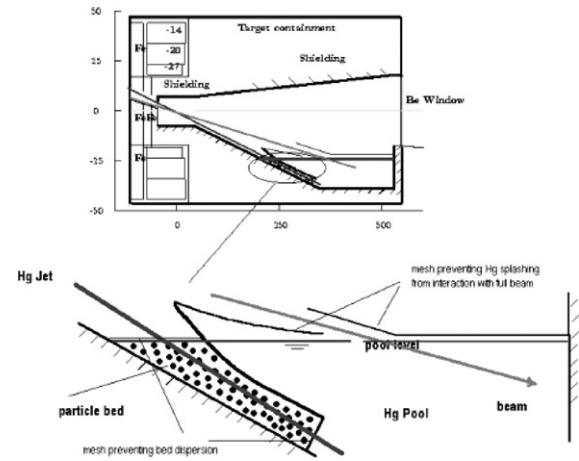 50
Target containment
-14
Fe
-20
Shielding
25
-27
Shielding
Be Window
0
Fe
Fe
-25
Fe
-50
0
250
500
mesh preventing Hg splashing
from interaction with full beam
Hg Jet
pool level
beam
particle bed
Hg Pool
mesh preventing bed dispersion